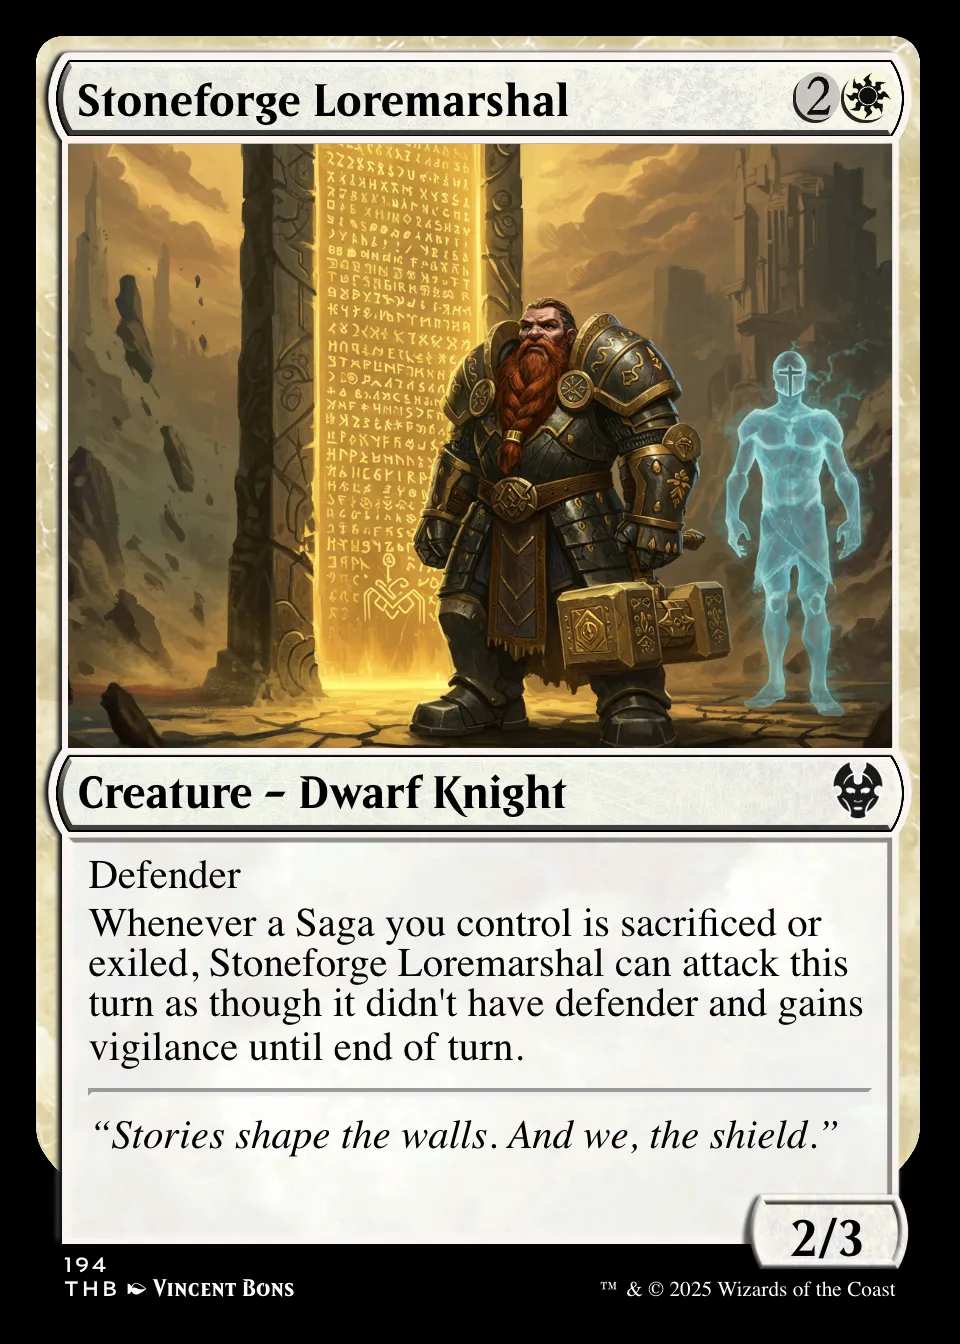 Stoneforge Loremarshal
2
Creature – Dwarf Knight
Defender
Whenever a Saga you control is sacrificed or
exiled, Stoneforge Loremarshal can attack this
turn as though it didn't have defender and gains
vigilance until end of turn.
“Stories shape the walls. And we, the shield.”
2/3
194
THB Vincent Bons
™ & © 2025 Wizards of the Coast